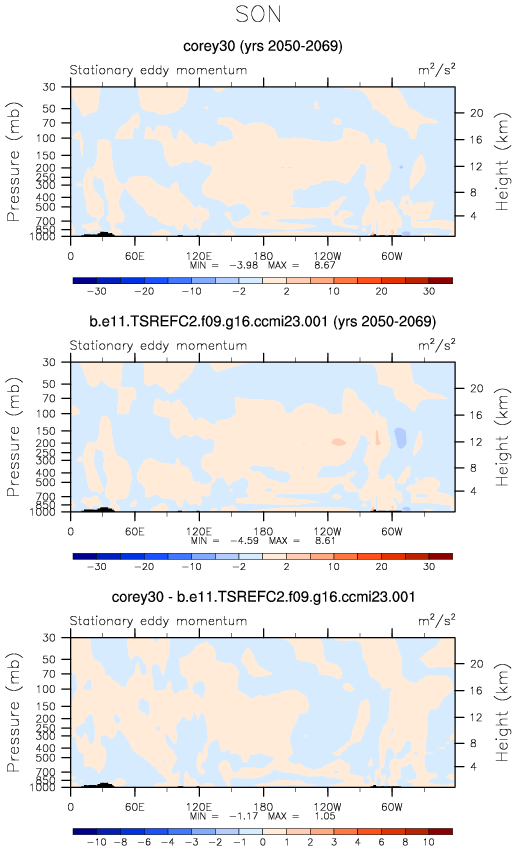 SON
corey30 (yrs 2050-2069)
Stationary eddy momentum m²/s²
Pressure (mb)
30
50
70
100
150
200
250
300
400
500
700
850
1000
20
16
12
8
4
Height (km)
0 60E 120E 180 120W 60W
MIN = -3.98 MAX = 8.67
-30 -20 -10 -2 2 10 20 30
b.e11.TSREFC2.f09.g16.ccmi23.001 (yrs 2050-2069)
Stationary eddy momentum m²/s²
Pressure (mb)
30
50
70
100
150
200
250
300
400
500
700
850
1000
20
16
12
8
4
Height (km)
0 60E 120E 180 120W 60W
MIN = -4.59 MAX = 8.61
-30 -20 -10 -2 2 10 20 30
corey30 - b.e11.TSREFC2.f09.g16.ccmi23.001
Stationary eddy momentum m²/s²
Pressure (mb)
30
50
70
100
150
200
250
300
400
500
700
850
1000
20
16
12
8
4
Height (km)
0 60E 120E 180 120W 60W
MIN = -1.17 MAX = 1.05
-10 -8 -6 -4 -3 -2 -1 0 1 2 3 4 6 8 10